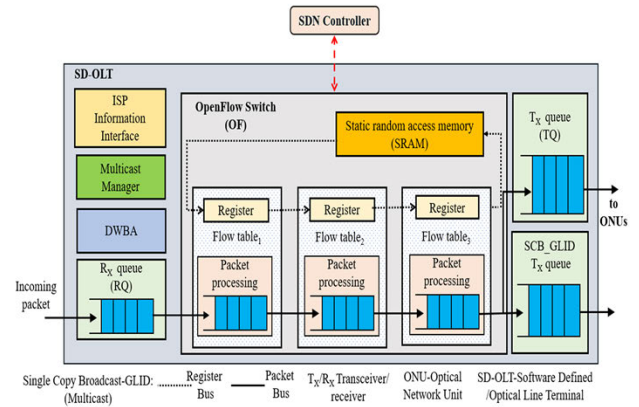 SDN Controller
SD-OLT
ISP
Information
Interface
Multicast
Manager
DWBA
RX queue
(RQ)
Incoming
packet
OpenFlow Switch
(OF)
Static random access memory
(SRAM)
Register
Flow table1
Packet
processing
Register
Flow table2
Packet
processing
Register
Flow table3
Packet
processing
TX queue
(TQ)
to
ONUs
SCB_GLID
TX queue
Single Copy Broadcast-GLID:
(Multicast)
Register
Bus
Packet
Bus
TX/RX Transceiver/
receiver
ONU-Optical
Network Unit
SD-OLT-Software Defined
/Optical Line Terminal